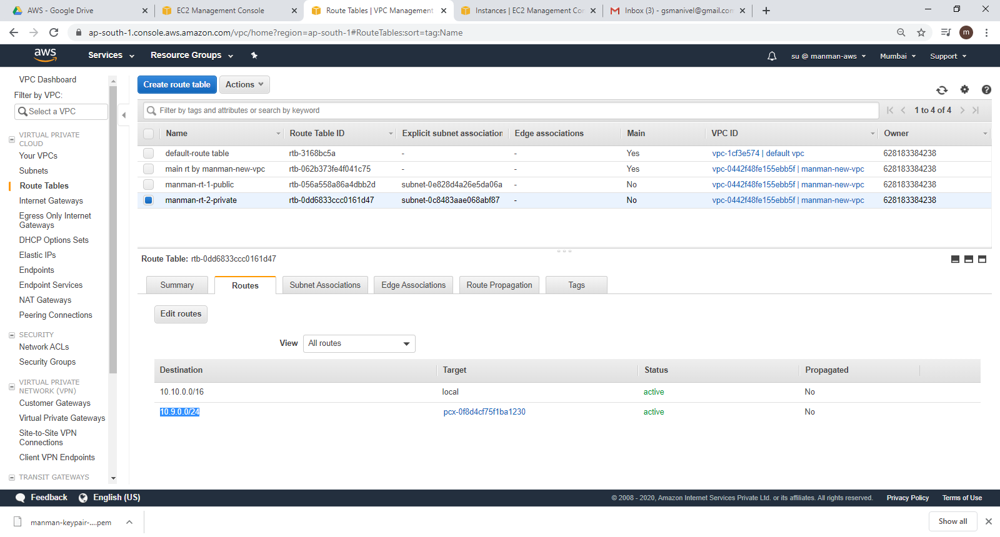 AWS - Google Drive
EC2 Management Console
Route Tables | VPC Management
Instances | EC2 Management Con
Inbox (3) - gsmanivel@gmail.com
ap-south-1.console.aws.amazon.com/vpc/home?region=ap-south-1#RouteTables:sort=tag:Name
m
aws
Services
Resource Groups
su @ manman-aws
Mumbai
Support
VPC Dashboard
Filter by VPC:
Select a VPC
VIRTUAL PRIVATE
CLOUD
Your VPCs
Subnets
Route Tables
Internet Gateways
Egress Only Internet
Gateways
DHCP Options Sets
Elastic IPs
Endpoints
Endpoint Services
NAT Gateways
Peering Connections
SECURITY
Network ACLs
Security Groups
VIRTUAL PRIVATE
NETWORK (VPN)
Customer Gateways
Virtual Private Gateways
Site-to-Site VPN
Connections
Client VPN Endpoints
TRANSIT GATEWAYS
Create route table
Actions
Filter by tags and attributes or search by keyword
1 to 4 of 4
Name Route Table ID Explicit subnet association Edge associations Main VPC ID Owner
default-route table rtb-3168bc5a - - Yes vpc-1cf3e574 | default vpc 628183384238
main rt by manman-new-vpc rtb-062b373fe4f041c75 - - Yes vpc-0442f48fe155ebb5f | manman-new-vpc 628183384238
manman-rt-1-public rtb-056a558a86a4dbb2d subnet-0e828d4a26e5da06a - No vpc-0442f48fe155ebb5f | manman-new-vpc 628183384238
manman-rt-2-private rtb-0dd6833ccc0161d47 subnet-0c8483aae068abf87 - No vpc-0442f48fe155ebb5f | manman-new-vpc 628183384238
Route Table: rtb-0dd6833ccc0161d47
Summary
Routes
Subnet Associations
Edge Associations
Route Propagation
Tags
Edit routes
View All routes
Destination Target Status Propagated
10.10.0.0/16 local active No
10.9.0.0/24 pcx-0f8d4cf75f1ba1230 active No
Feedback
English (US)
© 2008 - 2020, Amazon Internet Services Private Ltd. or its affiliates. All rights reserved.
Privacy Policy
Terms of Use
manman-keypair-....pem
Show all